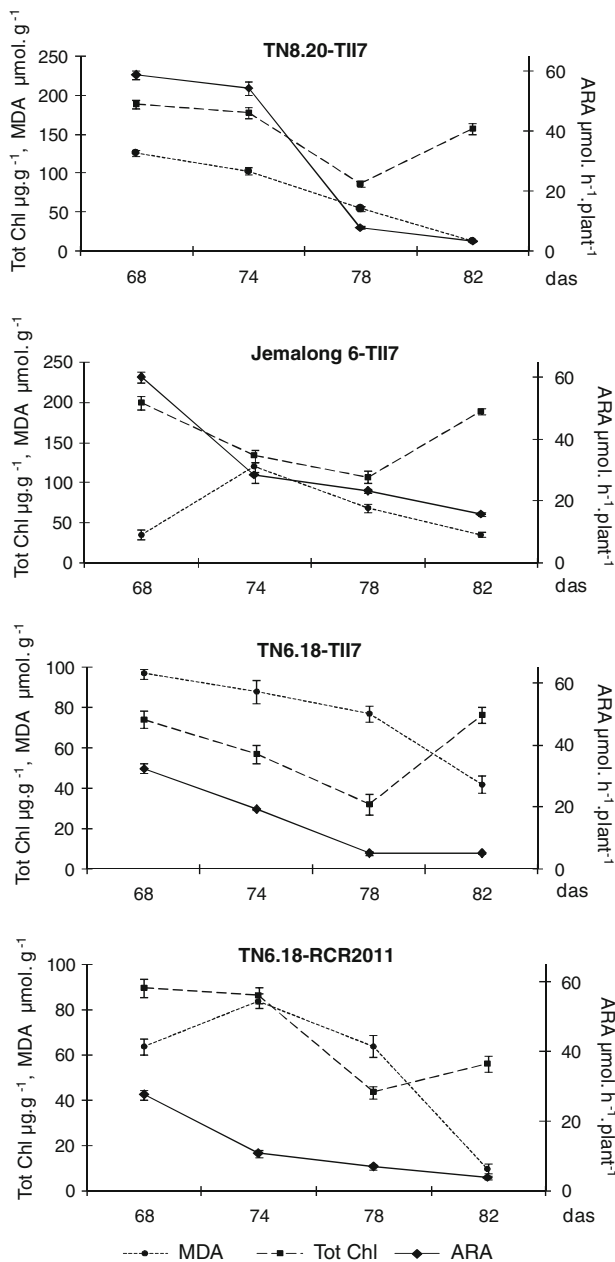 TN8.20-TII7
Tot Chl µg.g-1, MDA µmol. g-1
250
200
150
100
50
0
60
40
20
0
ARA µmol. h-1.plant-1
68 74 78 82 das
Jemalong 6-TII7
Tot Chl µg.g-1, MDA µmol. g-1
250
200
150
100
50
0
60
40
20
0
ARA µmol. h-1.plant-1
68 74 78 82 das
TN6.18-TII7
Tot Chl µg.g-1, MDA µmol. g-1
100
80
60
40
20
0
60
40
20
0
ARA µmol. h-1.plant-1
68 74 78 82 das
TN6.18-RCR2011
Tot Chl µg.g-1, MDA µmol. g-1
100
80
60
40
20
0
60
40
20
0
ARA µmol. h-1.plant-1
68 74 78 82 das
MDA Tot Chl ARA